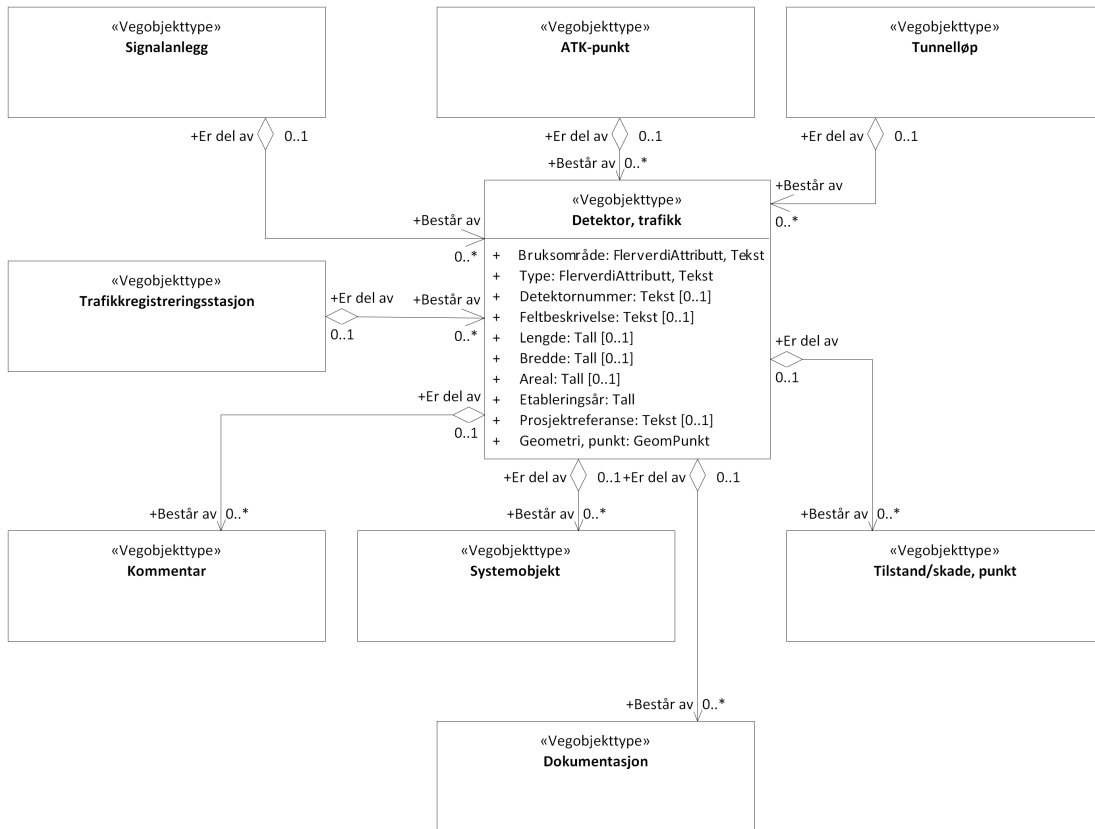 «Vegobjekttype»
Signalanlegg
«Vegobjekttype»
ATK-punkt
«Vegobjekttype»
Tunnelløp
+Er del av 0..1
+Er del av 0..1
+Er del av 0..1
+Består av 0..*
+Består av
0..*
+Består av
0..*
«Vegobjekttype»
Detektor, trafikk
+ Bruksområde: FlerverdiAttributt, Tekst
+ Type: FlerverdiAttributt, Tekst
+ Detektornummer: Tekst [0..1]
+ Feltbeskrivelse: Tekst [0..1]
+ Lengde: Tall [0..1]
+ Bredde: Tall [0..1]
+ Areal: Tall [0..1]
+ Etableringsår: Tall
+ Prosjektreferanse: Tekst [0..1]
+ Geometri, punkt: GeomPunkt
«Vegobjekttype»
Trafikkregistreringsstasjon
+Er del av
0..1
+Består av
0..*
+Er del av
0..1
+Er del av
0..1
+Er del av 0..1
+Er del av 0..1
+Består av 0..*
+Består av 0..*
+Består av 0..*
«Vegobjekttype»
Kommentar
«Vegobjekttype»
Systemobjekt
«Vegobjekttype»
Tilstand/skade, punkt
+Består av 0..*
«Vegobjekttype»
Dokumentasjon